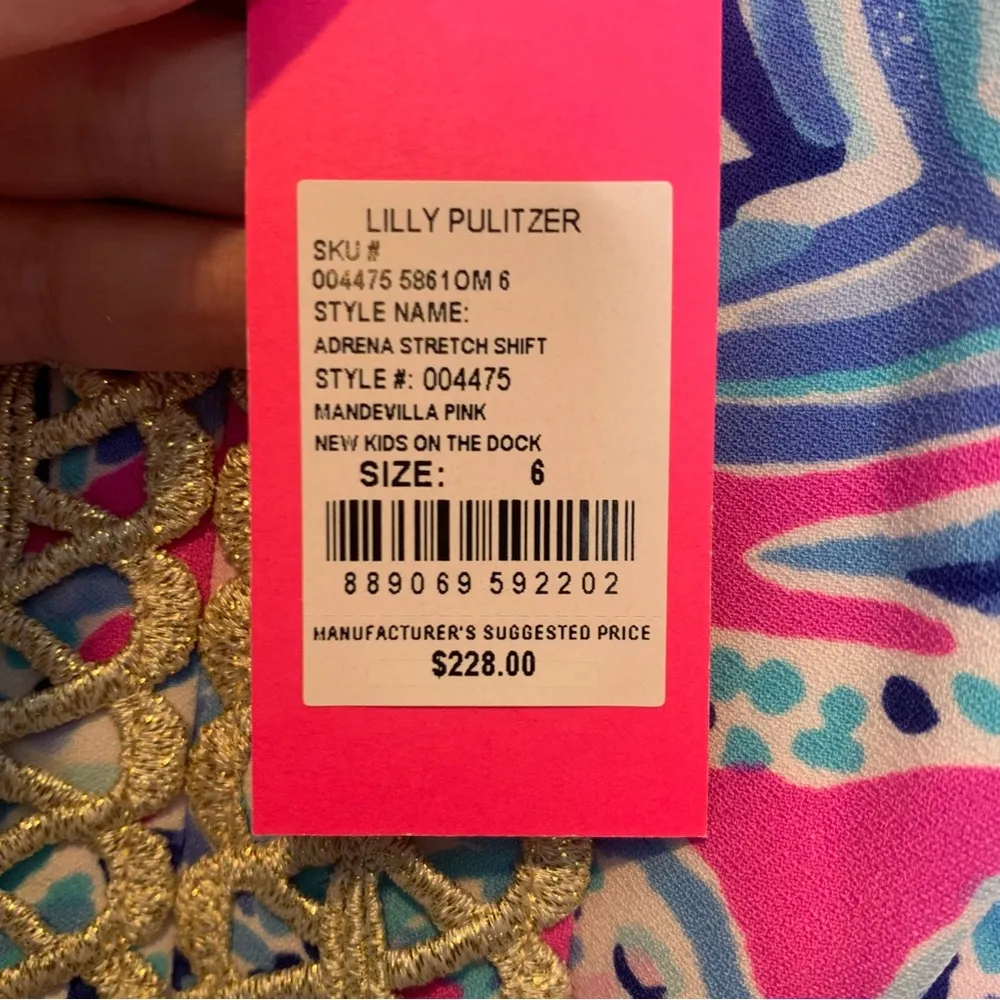 LILLY PULITZER
SKU #
004475 5861OM 6
STYLE NAME:
ADRENA STRETCH SHIFT
STYLE #: 004475
MANDEVILLA PINK
NEW KIDS ON THE DOCK
SIZE: 6
889069 592202
MANUFACTURER'S SUGGESTED PRICE
$228.00